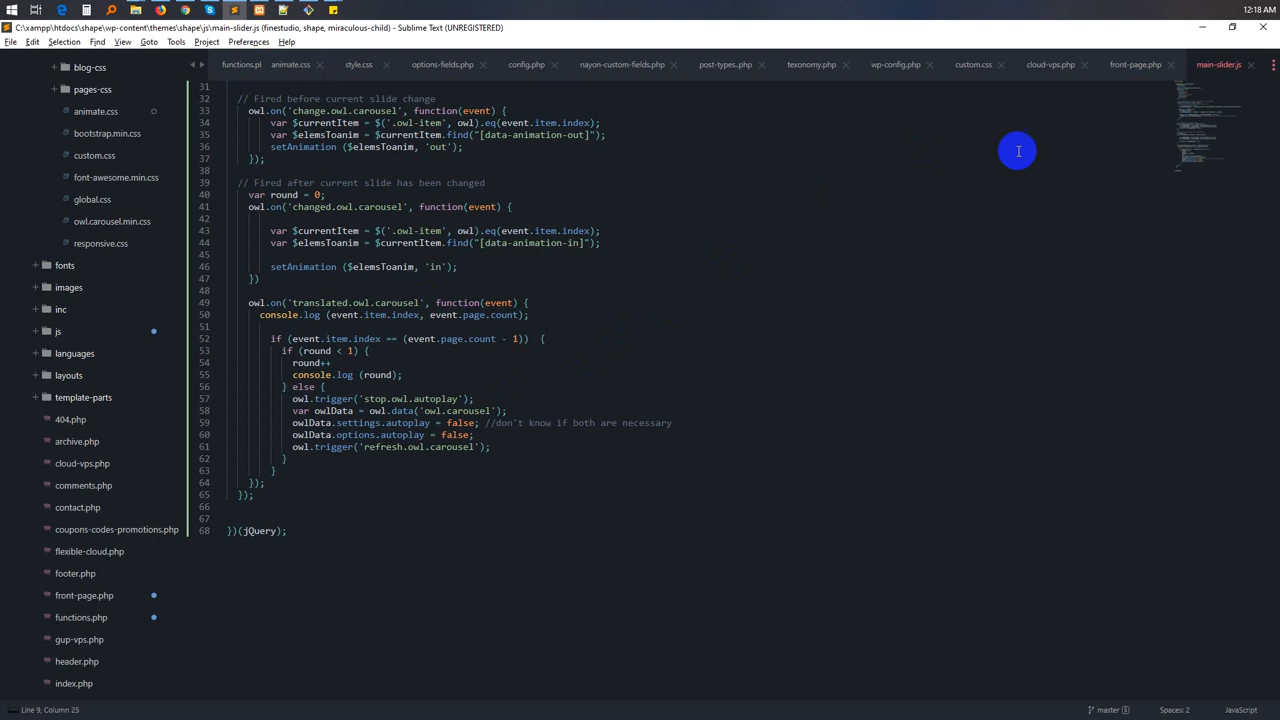 12:18 AM
C:\xampp\htdocs\shape\wp-content\themes\shape\js\main-slider.js (finestudio, shape, miraculous-child) - Sublime Text (UNREGISTERED)
File Edit Selection Find View Goto Tools Project Preferences Help
functions.pl animate.css style.css options-fields.php config.php nayon-custom-fields.php post-types..php texonomy.php wp-config.php custom.css cloud-vps.php front-page.php main-slider.js
blog-css
pages-css
animate.css
bootstrap.min.css
custom.css
font-awesome.min.css
global.css
owl.carousel.min.css
responsive.css
fonts
images
inc
js
languages
layouts
template-parts
404.php
archive.php
cloud-vps.php
comments.php
contact.php
coupons-codes-promotions.php
flexible-cloud.php
footer.php
front-page.php
functions.php
gup-vps.php
header.php
index.php
31
32 // Fired before current slide change
33 owl.on('change.owl.carousel', function(event) {
34 var $currentItem = $('.owl-item', owl).eq(event.item.index);
35 var $elemsToanim = $currentItem.find("[data-animation-out]");
36 setAnimation ($elemsToanim, 'out');
37 });
38
39 // Fired after current slide has been changed
40 var round = 0;
41 owl.on('changed.owl.carousel', function(event) {
42
43 var $currentItem = $('.owl-item', owl).eq(event.item.index);
44 var $elemsToanim = $currentItem.find("[data-animation-in]");
45
46 setAnimation ($elemsToanim, 'in');
47 })
48
49 owl.on('translated.owl.carousel', function(event) {
50 console.log (event.item.index, event.page.count);
51
52 if (event.item.index == (event.page.count - 1)) {
53 if (round < 1) {
54 round++
55 console.log (round);
56 } else {
57 owl.trigger('stop.owl.autoplay');
58 var owlData = owl.data('owl.carousel');
59 owlData.settings.autoplay = false; //don't know if both are necessary
60 owlData.options.autoplay = false;
61 owl.trigger('refresh.owl.carousel');
62 }
63 }
64 });
65 });
66
67
68 })(jQuery);
Line 9, Column 25
master 5
Spaces: 2
JavaScript